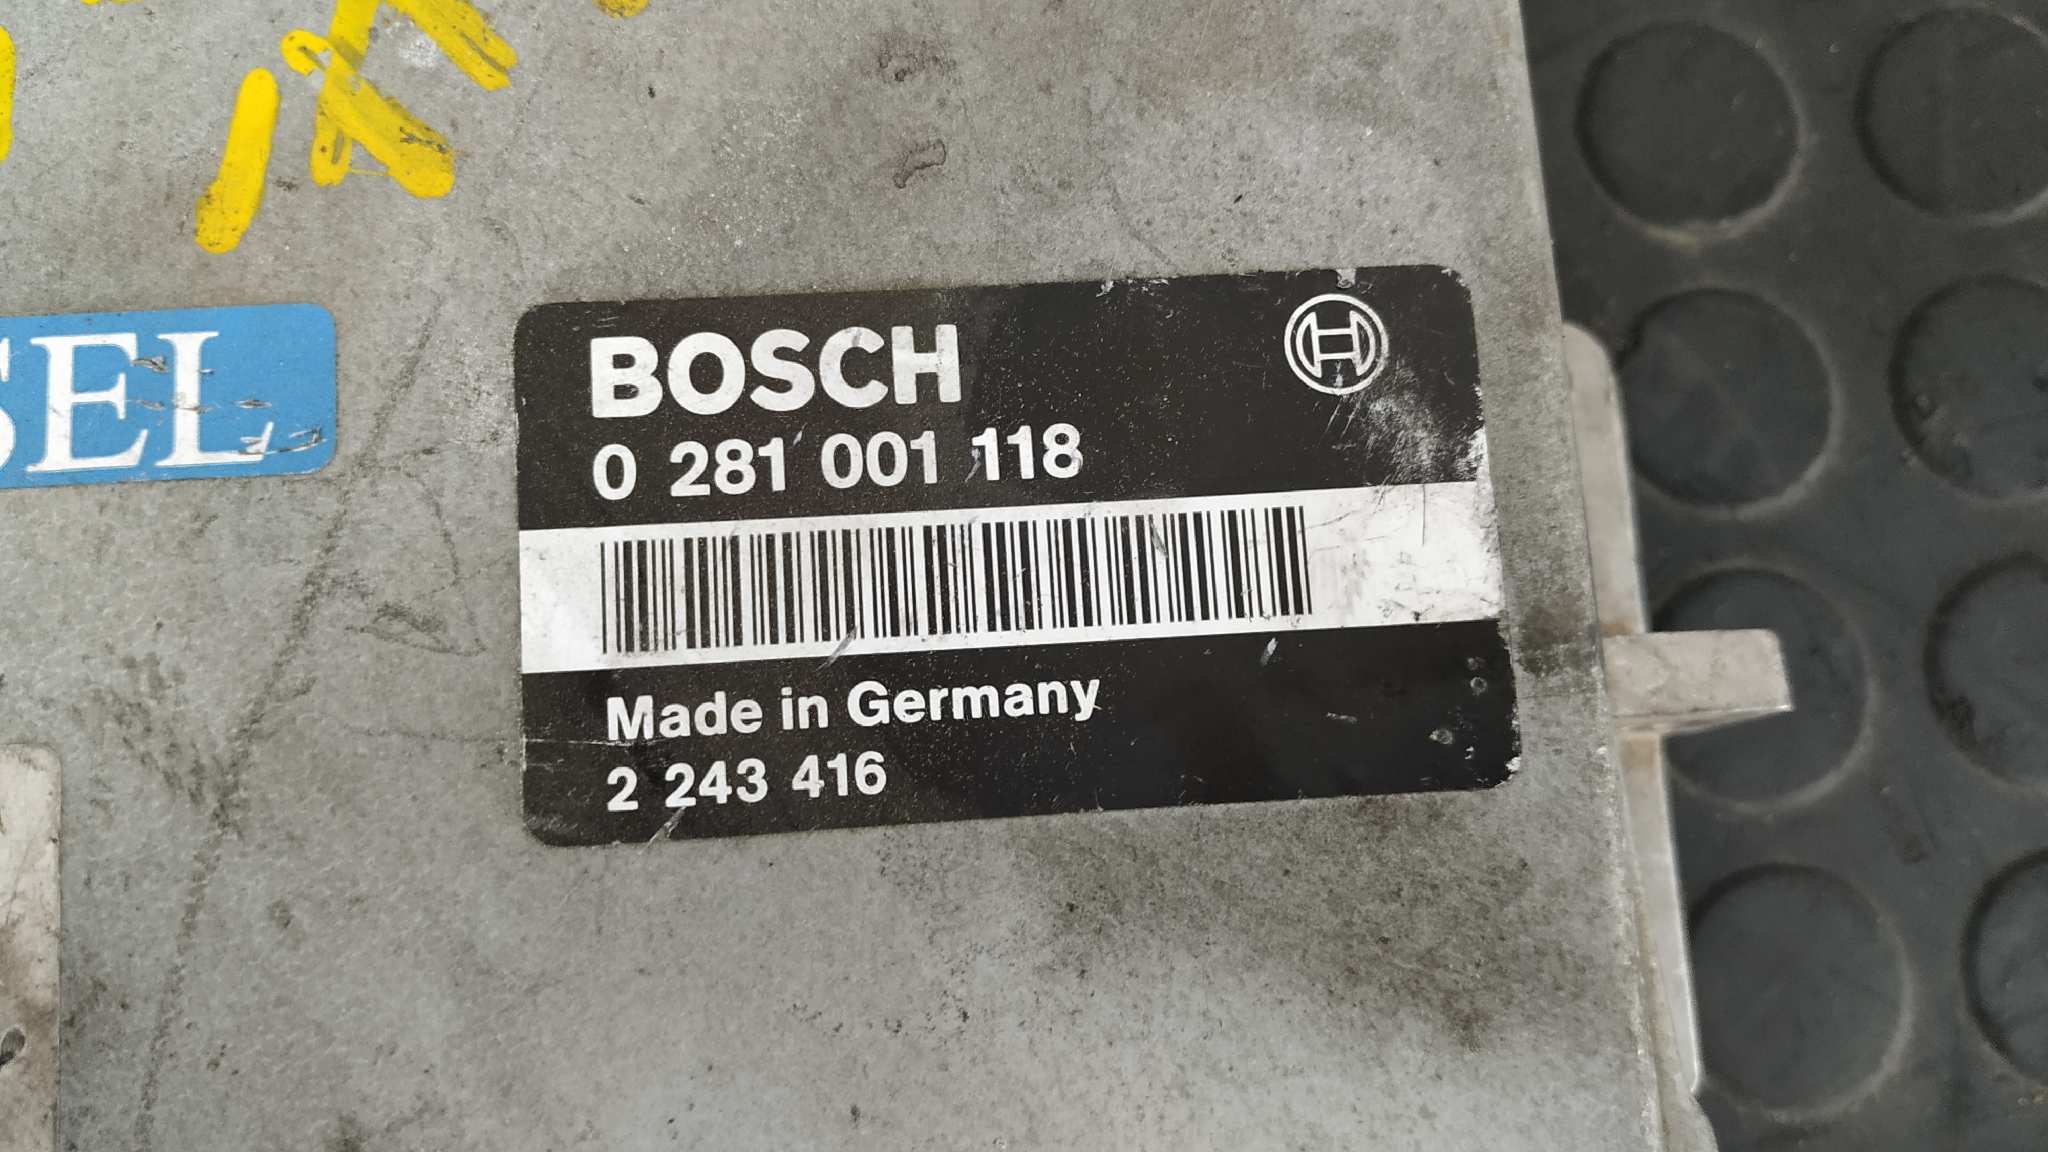 SEL
BOSCH
0 281 001 118
Made in Germany
2 243 416